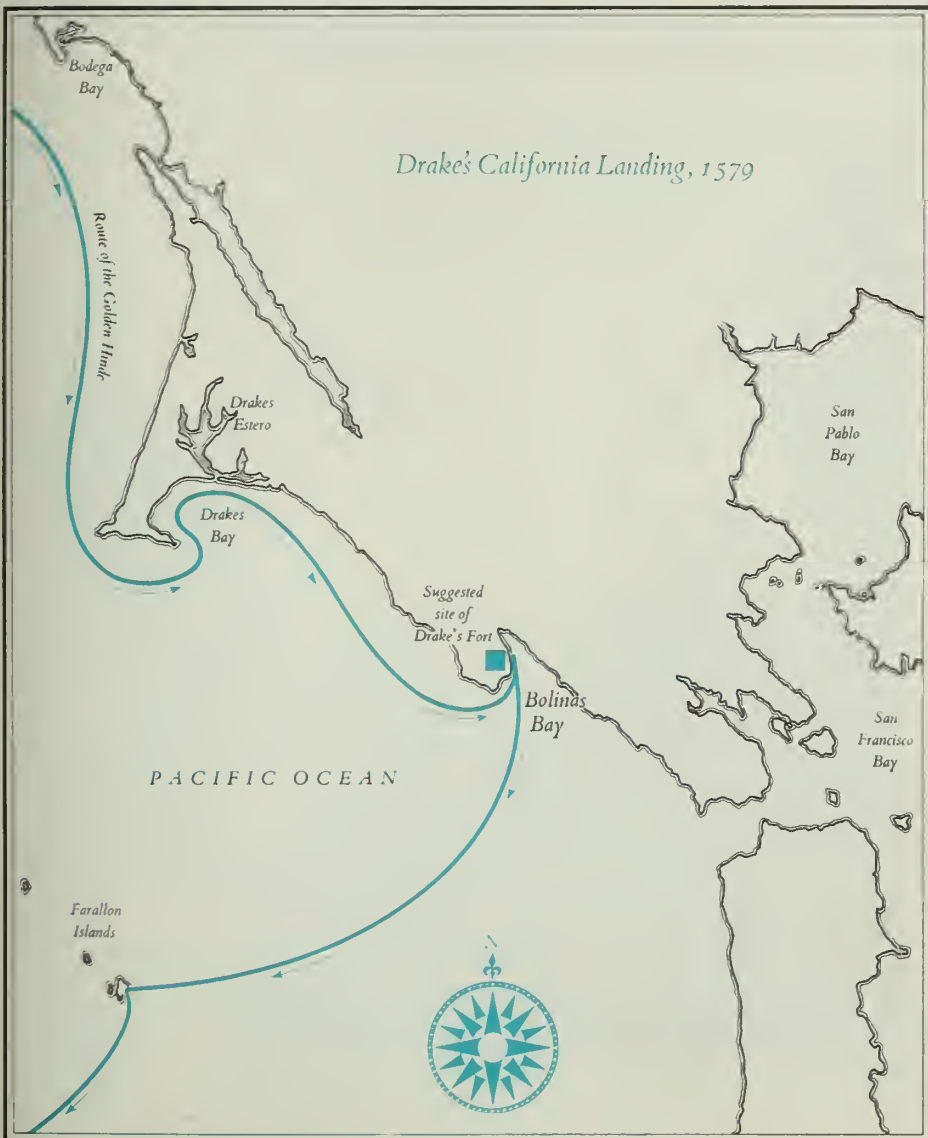 Bodega
Bay
Drake's California Landing, 1579
Route of the Golden Hinde
Drakes
Estero
San
Pablo
Bay
Drakes
Bay
Suggested
site of
Drake's Fort
Bolinas
Bay
San
Francisco
Bay
PACIFIC OCEAN
Farallon
Islands
N